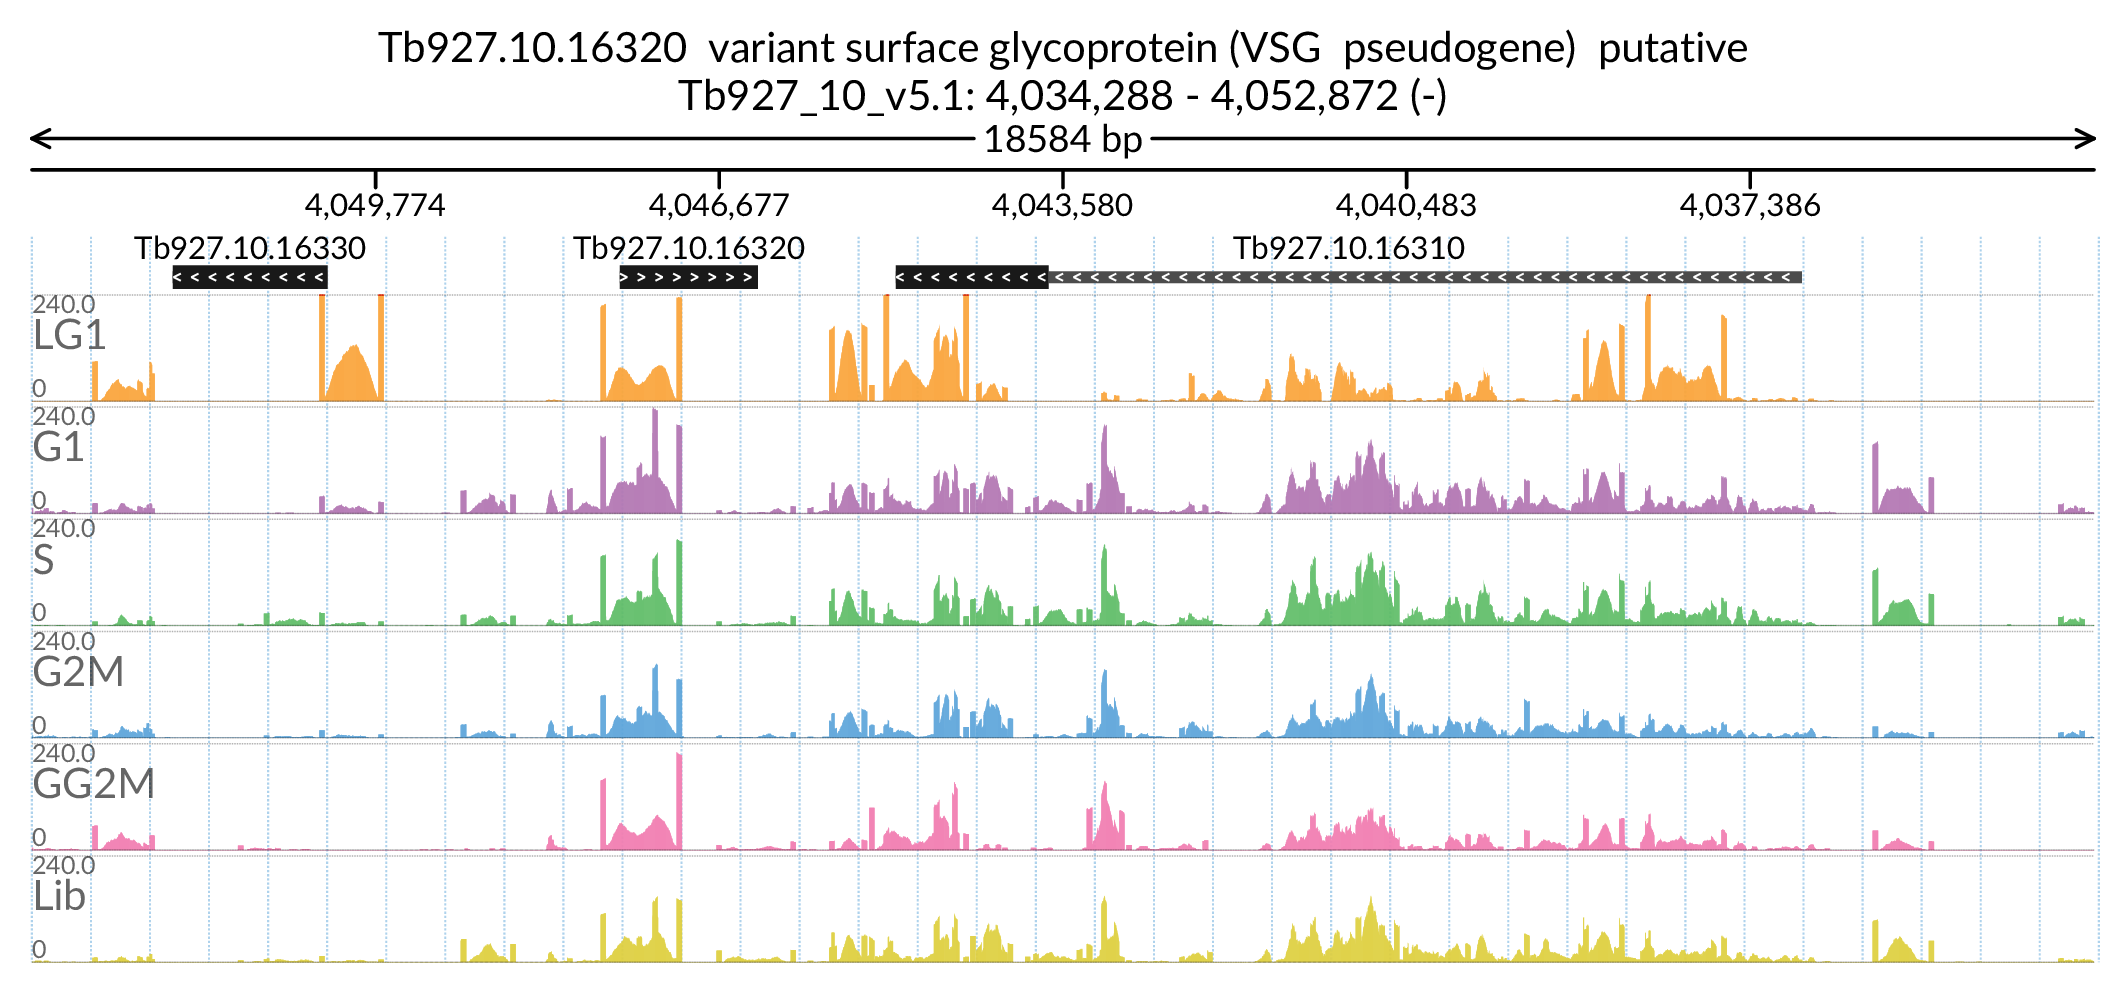 Tb927.10.16320 variant surface glycoprotein (VSG pseudogene) putative
Tb927_10_v5.1: 4,034,288 - 4,052,872 (-)
18584 bp
4,049,774 4,046,677 4,043,580 4,040,483 4,037,386
Tb927.10.16330 Tb927.10.16320 Tb927.10.16310
240.0
LG1
0
240.0
G1
0
240.0
S
0
240.0
G2M
0
240.0
GG2M
0
240.0
Lib
0